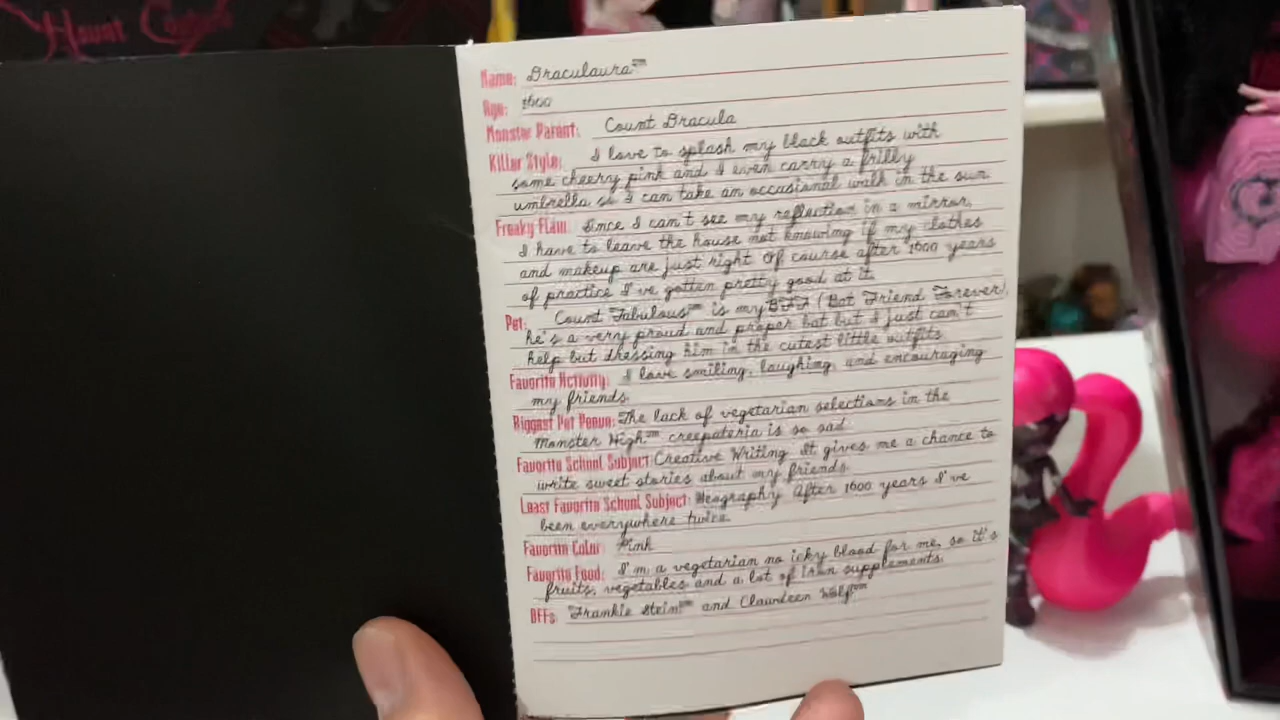 Haunt Couture
Name: Draculaura™
Age: 1600
Monster Parent: Count Dracula
Killer Style: I love to splash my black outfits with
some cheery pink and I even carry a frilly
umbrella so I can take an occasional walk in the sun.
Freaky Flaw: Since I can't see my reflection in a mirror,
I have to leave the house not knowing if my clothes
and makeup are just right. Of course after 1600 years
of practice I've gotten pretty good at it.
Pet: Count Fabulous™ is my BFF (Bat Friend Forever),
he's a very proud and proper bat but I just can't
help but dressing him in the cutest little outfits.
Favorite Activity: I love smiling, laughing, and encouraging
my friends.
Biggest Pet Peeve: The lack of vegetarian selections in the
Monster High™ creepateria is so sad.
Favorite School Subject: Creative Writing. It gives me a chance to
write sweet stories about my friends.
Least Favorite School Subject: Geography. After 1600 years I've
been everywhere twice.
Favorite Color: Pink
Favorite Food: I'm a vegetarian no icky blood for me, so it's
fruits, vegetables and a lot of iron supplements.
BFFs: Frankie Stein™ and Clawdeen Wolf™